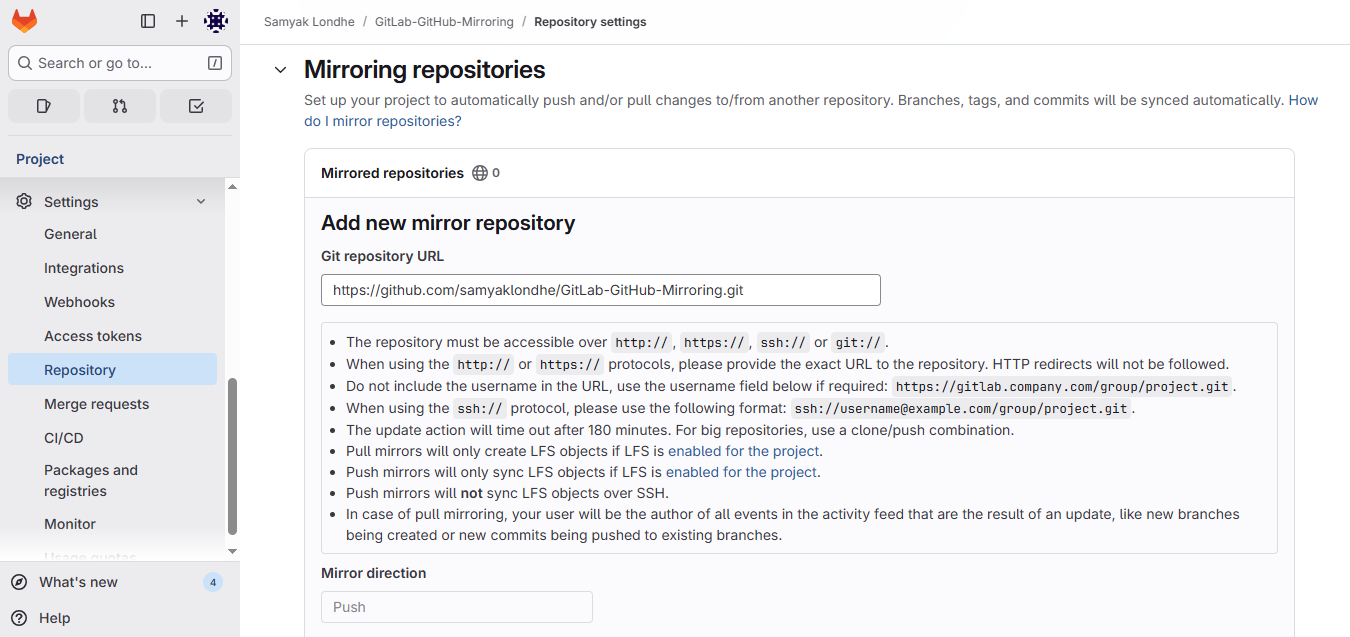 Samyak Londhe / GitLab-GitHub-Mirroring / Repository settings
Search or go to... /
Project
Settings
General
Integrations
Webhooks
Access tokens
Repository
Merge requests
CI/CD
Packages and
registries
Monitor
Usage quotas
What's new 4
Help
Mirroring repositories
Set up your project to automatically push and/or pull changes to/from another repository. Branches, tags, and commits will be synced automatically. How
do I mirror repositories?
Mirrored repositories 0
Add new mirror repository
Git repository URL
https://github.com/samyaklondhe/GitLab-GitHub-Mirroring.git
• The repository must be accessible over http://, https://, ssh:// or git://.
• When using the http:// or https:// protocols, please provide the exact URL to the repository. HTTP redirects will not be followed.
• Do not include the username in the URL, use the username field below if required: https://gitlab.company.com/group/project.git.
• When using the ssh:// protocol, please use the following format: ssh://username@example.com/group/project.git.
• The update action will time out after 180 minutes. For big repositories, use a clone/push combination.
• Pull mirrors will only create LFS objects if LFS is enabled for the project.
• Push mirrors will only sync LFS objects if LFS is enabled for the project.
• Push mirrors will not sync LFS objects over SSH.
• In case of pull mirroring, your user will be the author of all events in the activity feed that are the result of an update, like new branches
being created or new commits being pushed to existing branches.
Mirror direction
Push